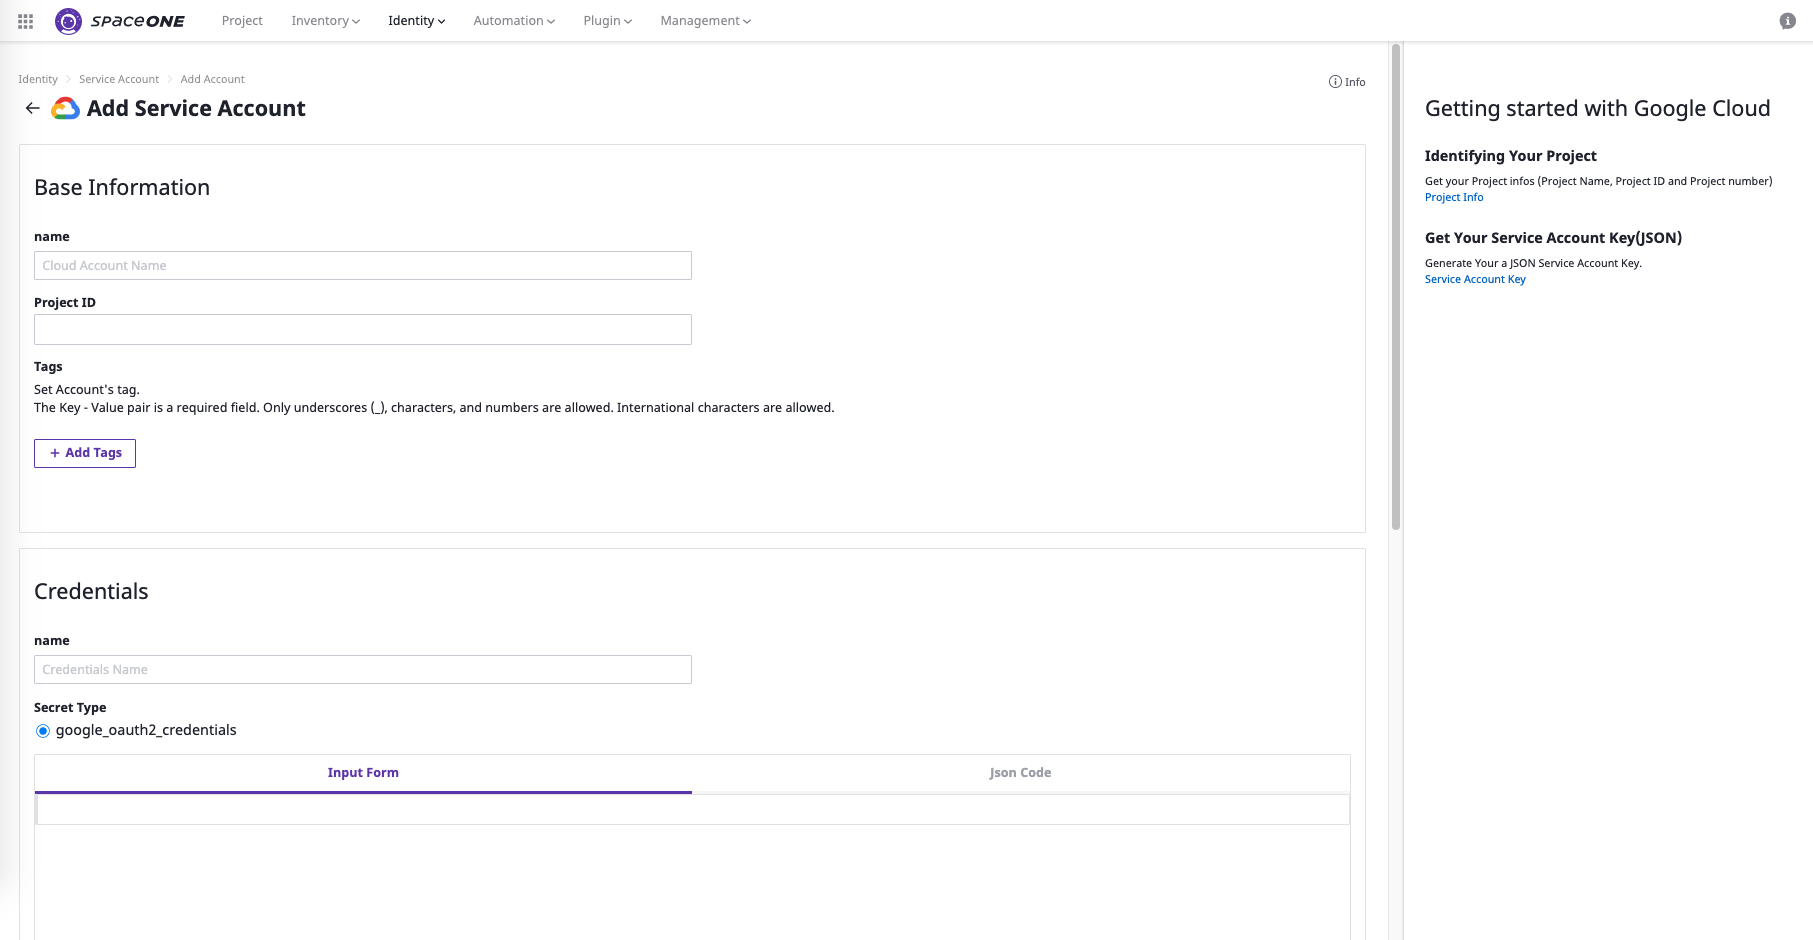 SPACEONE
Project
Inventory
Identity
Automation
Plugin
Management
Identity
Service Account
Add Account
Info
Add Service Account
Base Information
name
Cloud Account Name
Project ID
Tags
Set Account's tag.
The Key - Value pair is a required field. Only underscores (_), characters, and numbers are allowed. International characters are allowed.
+ Add Tags
Credentials
name
Credentials Name
Secret Type
google_oauth2_credentials
Input Form
Json Code
Getting started with Google Cloud
Identifying Your Project
Get your Project infos (Project Name, Project ID and Project number)
Project Info
Get Your Service Account Key(JSON)
Generate Your a JSON Service Account Key.
Service Account Key